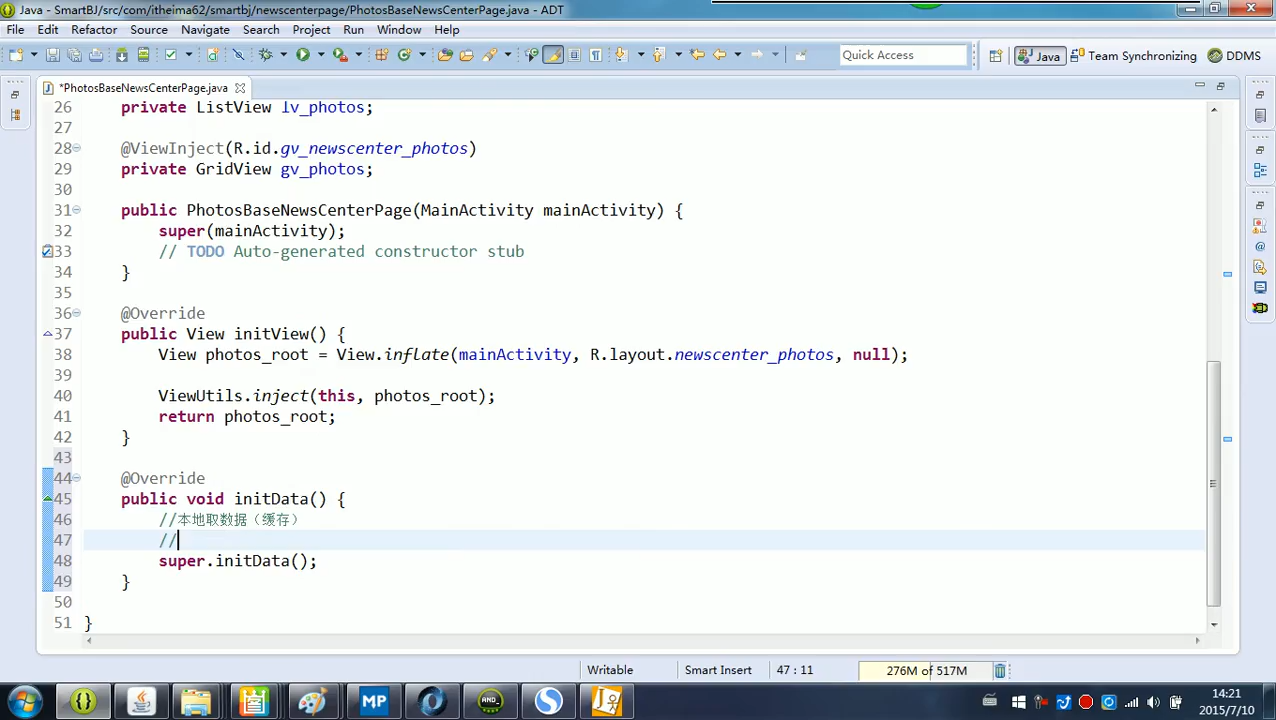 Java - SmartBJ/src/com/itheima62/smartbj/newscenterpage/PhotosBaseNewsCenterPage.java - ADT
File Edit Refactor Source Navigate Search Project Run Window Help
Quick Access Java Team Synchronizing DDMS
*PhotosBaseNewsCenterPage.java
26 private ListView lv_photos;
27
28 @ViewInject(R.id.gv_newscenter_photos)
29 private GridView gv_photos;
30
31 public PhotosBaseNewsCenterPage(MainActivity mainActivity) {
32 super(mainActivity);
33 // TODO Auto-generated constructor stub
34 }
35
36 @Override
37 public View initView() {
38 View photos_root = View.inflate(mainActivity, R.layout.newscenter_photos, null);
39
40 ViewUtils.inject(this, photos_root);
41 return photos_root;
42 }
43
44 @Override
45 public void initData() {
46 //本地取数据（缓存）
47 //
48 super.initData();
49 }
50
51 }
Writable Smart Insert 47 : 11 276M of 517M
MP AND_
14:21
2015/7/10